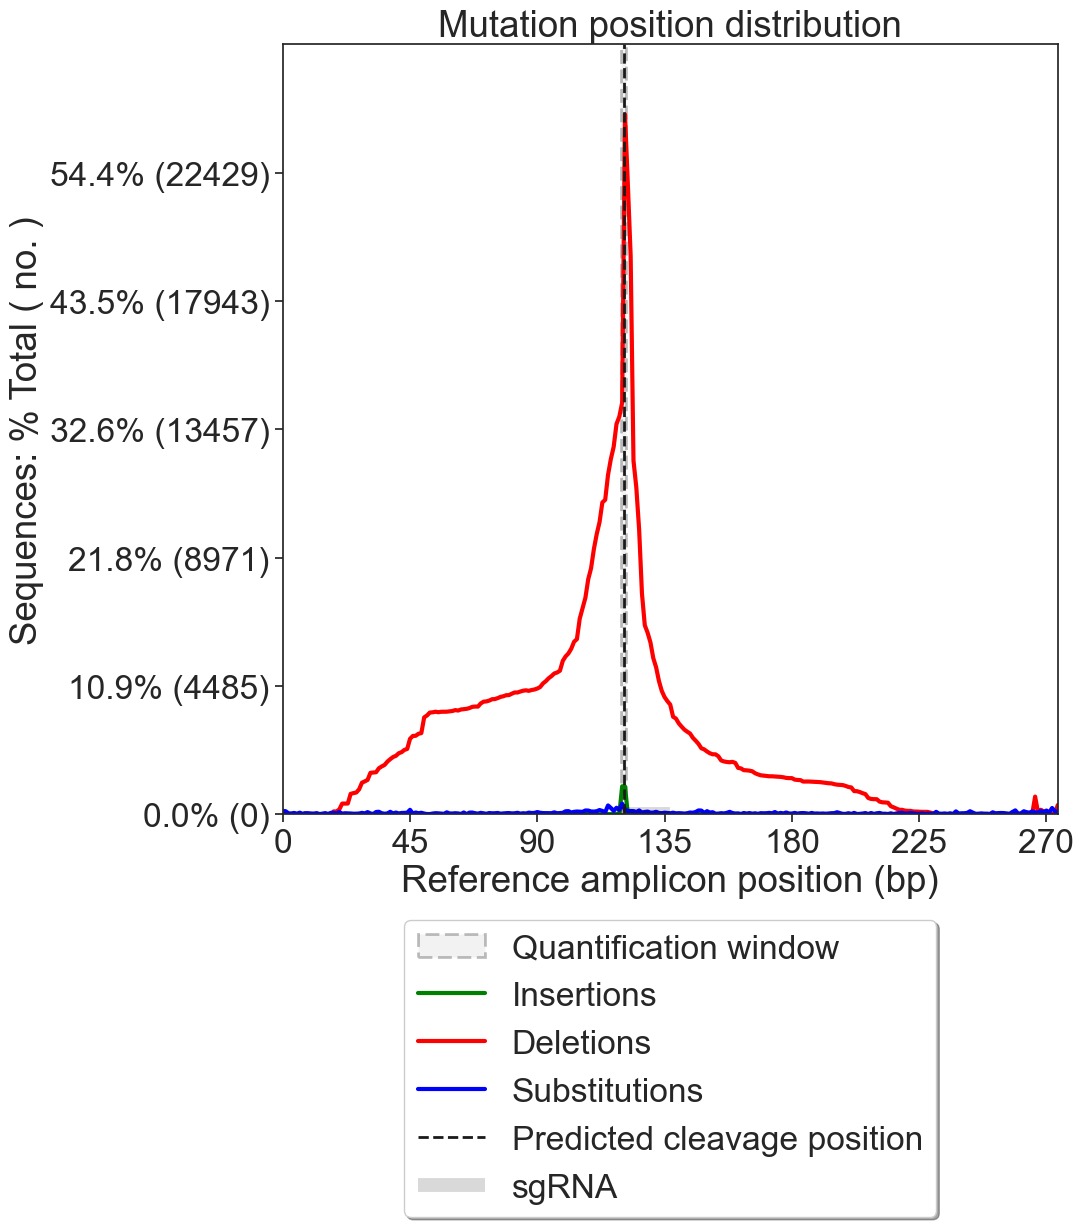 Mutation position distribution
Sequences: % Total ( no. )
54.4% (22429)
43.5% (17943)
32.6% (13457)
21.8% (8971)
10.9% (4485)
0.0% (0)
0 45 90 135 180 225 270
Reference amplicon position (bp)
Quantification window
Insertions
Deletions
Substitutions
Predicted cleavage position
sgRNA